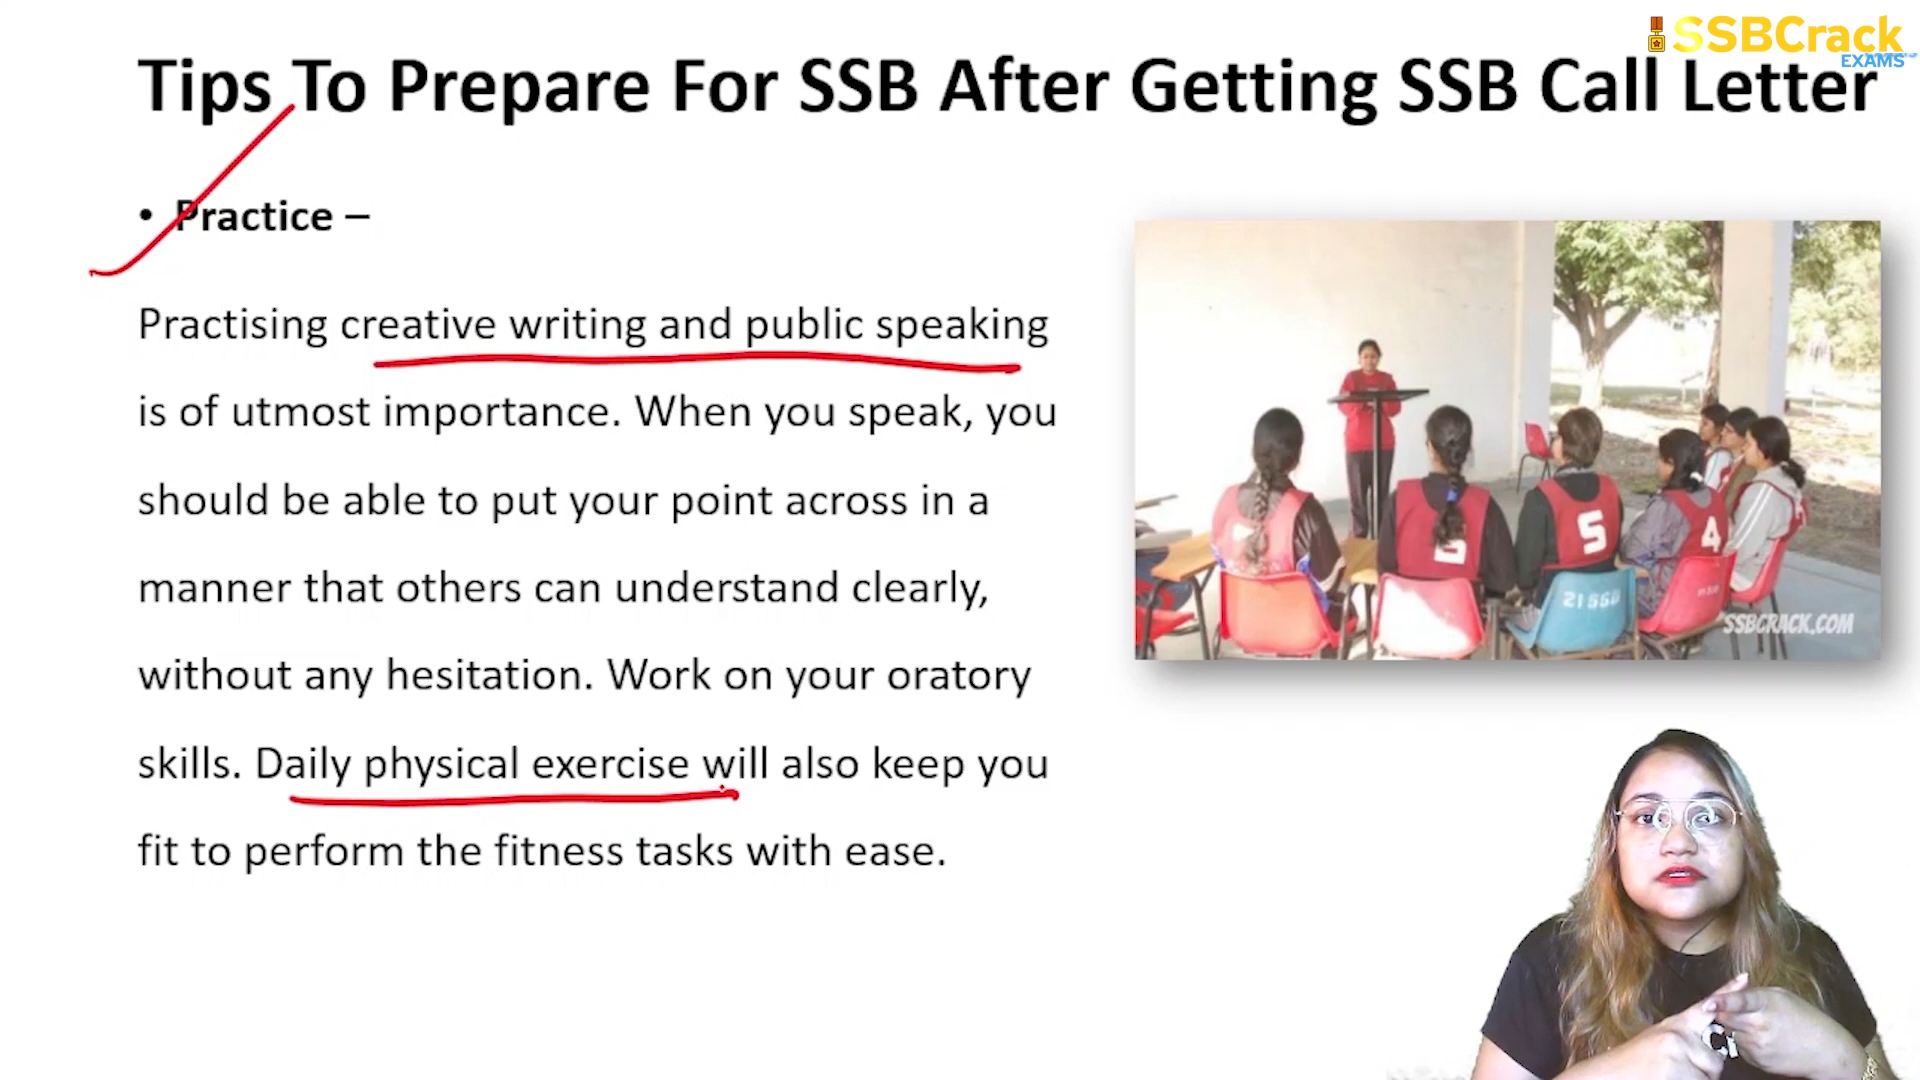 SSBCrack
EXAMS
Tips To Prepare For SSB After Getting SSB Call Letter
• Practice –
Practising creative writing and public speaking
is of utmost importance. When you speak, you
should be able to put your point across in a
manner that others can understand clearly,
without any hesitation. Work on your oratory
skills. Daily physical exercise will also keep you
fit to perform the fitness tasks with ease.
5
4
21 SSB
SSBCRACK.COM